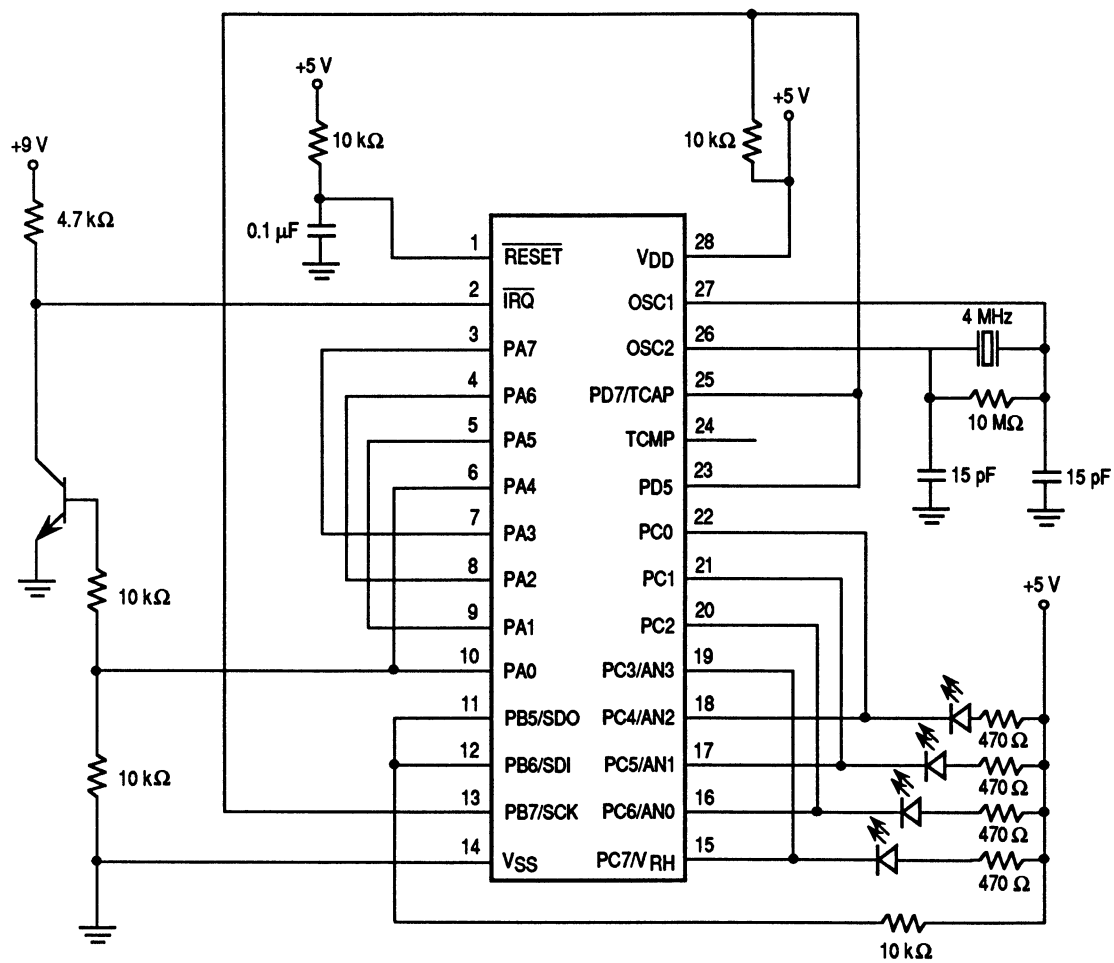 +5 V
+5 V
10 kΩ
10 kΩ
+9 V
4.7 kΩ
0.1 µF
1
RESET
VDD
28
2
IRQ
OSC1
27
4 MHz
3
PA7
OSC2
26
4
PA6
PD7/TCAP
25
10 MΩ
5
PA5
TCMP
24
6
PA4
PD5
23
15 pF
15 pF
7
PA3
PC0
22
8
PA2
PC1
21
10 kΩ
+5 V
9
PA1
PC2
20
10
PA0
PC3/AN3
19
11
PB5/SDO
PC4/AN2
18
470 Ω
12
PB6/SDI
PC5/AN1
17
470 Ω
10 kΩ
13
PB7/SCK
PC6/AN0
16
470 Ω
14
VSS
PC7/VRH
15
470 Ω
10 kΩ